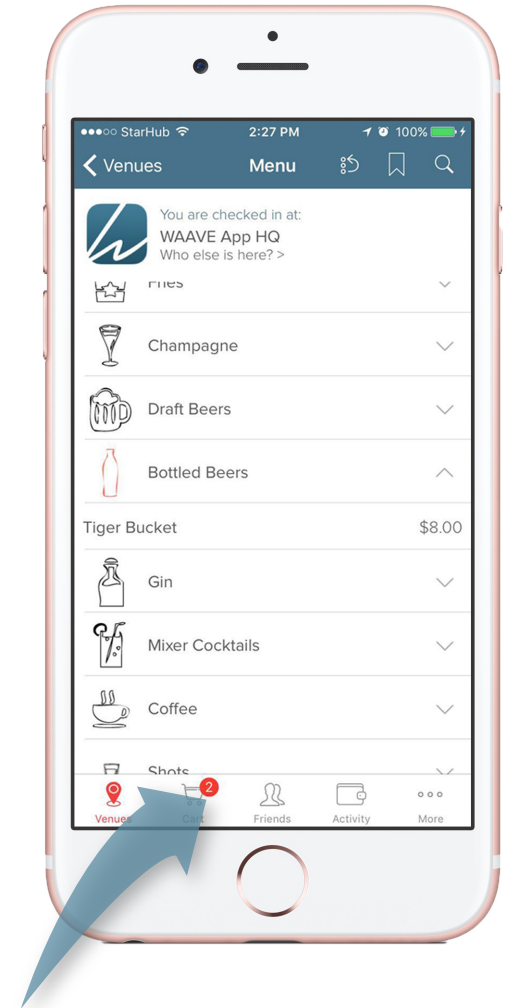 StarHub 2:27 PM 100%
Venues Menu
You are checked in at:
WAAVE App HQ
Who else is here? >
Fries
Champagne
Draft Beers
Bottled Beers
Tiger Bucket $8.00
Gin
Mixer Cocktails
Coffee
Shots
2
Venues Cart Friends Activity More